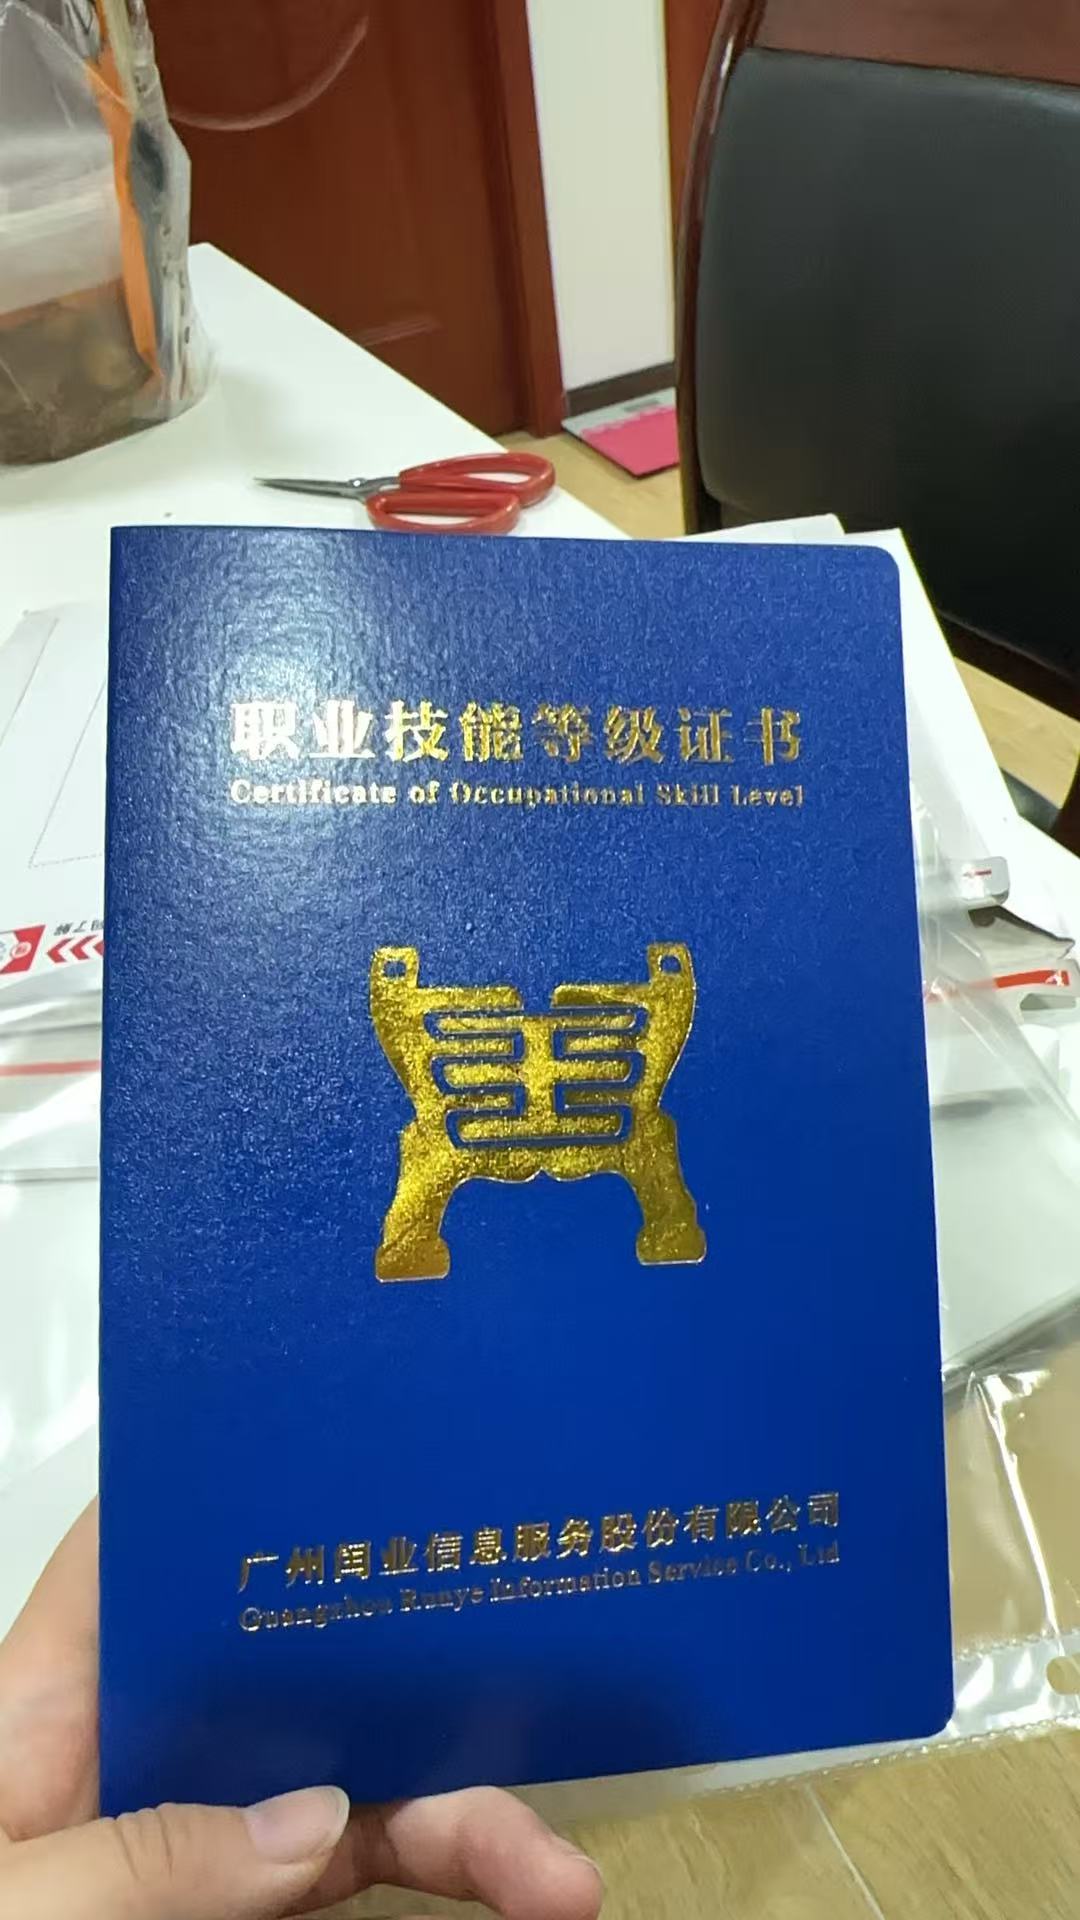 职业技能等级证书
Certificate of Occupational Skill Level
广州闰业信息服务股份有限公司
Guangzhou Runye Information Service Co., Ltd